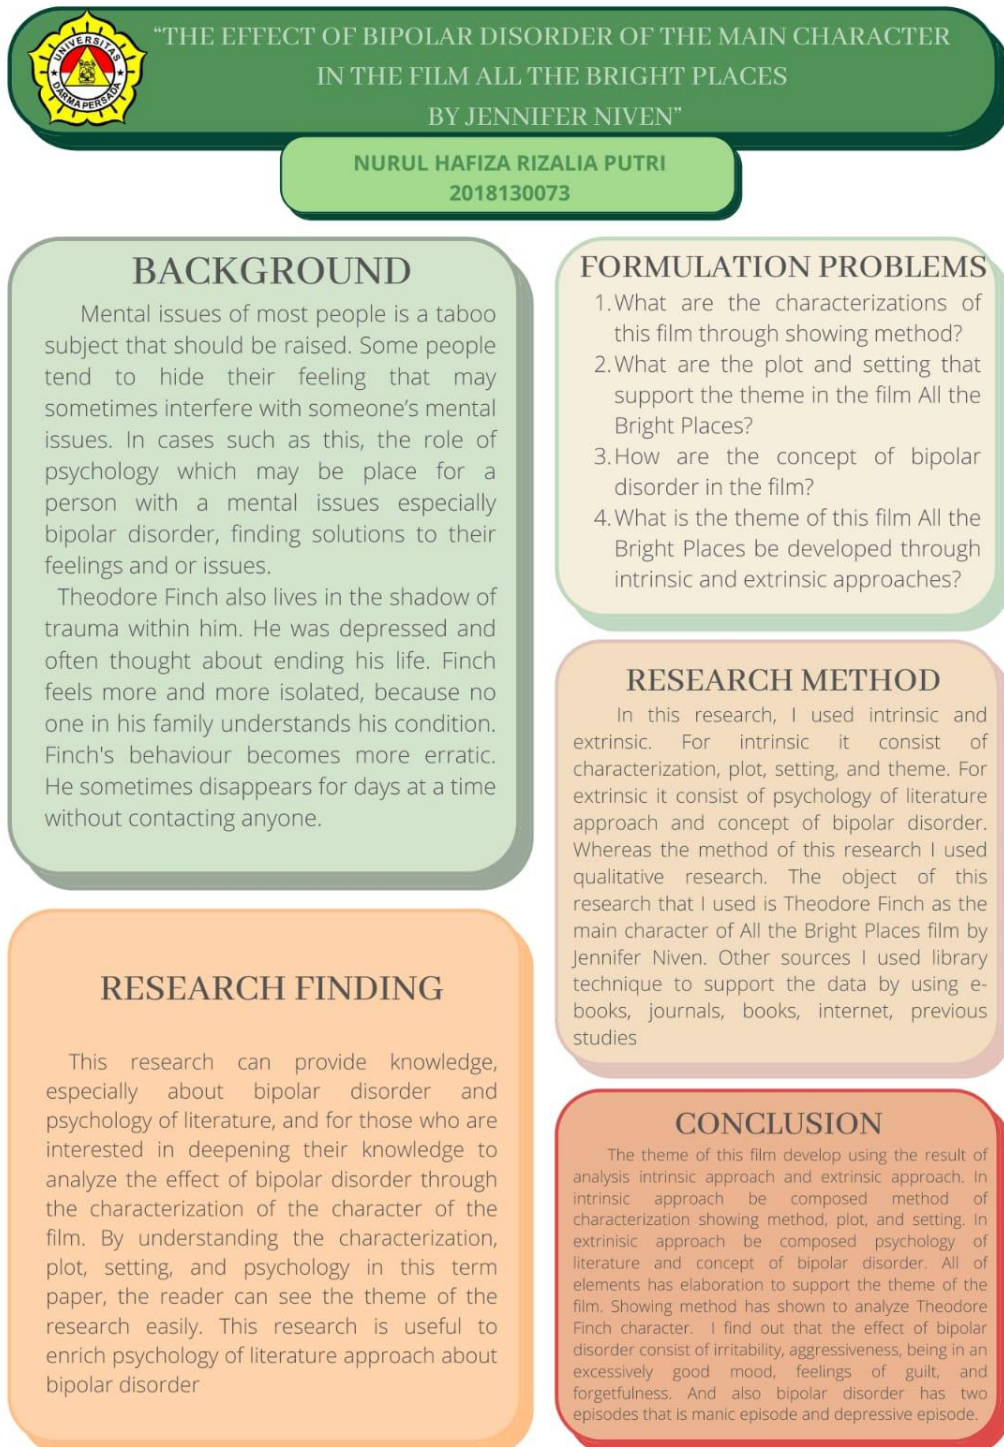 UNIVERSITAS
DARMA PERSADA
“THE EFFECT OF BIPOLAR DISORDER OF THE MAIN CHARACTER
IN THE FILM ALL THE BRIGHT PLACES
BY JENNIFER NIVEN”
NURUL HAFIZA RIZALIA PUTRI
2018130073
BACKGROUND
Mental issues of most people is a taboo
subject that should be raised. Some people
tend to hide their feeling that may
sometimes interfere with someone’s mental
issues. In cases such as this, the role of
psychology which may be place for a
person with a mental issues especially
bipolar disorder, finding solutions to their
feelings and or issues.
Theodore Finch also lives in the shadow of
trauma within him. He was depressed and
often thought about ending his life. Finch
feels more and more isolated, because no
one in his family understands his condition.
Finch's behaviour becomes more erratic.
He sometimes disappears for days at a time
without contacting anyone.
RESEARCH FINDING
This research can provide knowledge,
especially about bipolar disorder and
psychology of literature, and for those who are
interested in deepening their knowledge to
analyze the effect of bipolar disorder through
the characterization of the character of the
film. By understanding the characterization,
plot, setting, and psychology in this term
paper, the reader can see the theme of the
research easily. This research is useful to
enrich psychology of literature approach about
bipolar disorder
FORMULATION PROBLEMS
1. What are the characterizations of
this film through showing method?
2. What are the plot and setting that
support the theme in the film All the
Bright Places?
3. How are the concept of bipolar
disorder in the film?
4. What is the theme of this film All the
Bright Places be developed through
intrinsic and extrinsic approaches?
RESEARCH METHOD
In this research, I used intrinsic and
extrinsic. For intrinsic it consist of
characterization, plot, setting, and theme. For
extrinsic it consist of psychology of literature
approach and concept of bipolar disorder.
Whereas the method of this research I used
qualitative research. The object of this
research that I used is Theodore Finch as the
main character of All the Bright Places film by
Jennifer Niven. Other sources I used library
technique to support the data by using e-
books, journals, books, internet, previous
studies
CONCLUSION
The theme of this film develop using the result of
analysis intrinsic approach and extrinsic approach. In
intrinsic approach be composed method of
characterization showing method, plot, and setting. In
extrinisic approach be composed psychology of
literature and concept of bipolar disorder. All of
elements has elaboration to support the theme of the
film. Showing method has shown to analyze Theodore
Finch character. I find out that the effect of bipolar
disorder consist of irritability, aggressiveness, being in an
excessively good mood, feelings of guilt, and
forgetfulness. And also bipolar disorder has two
episodes that is manic episode and depressive episode.